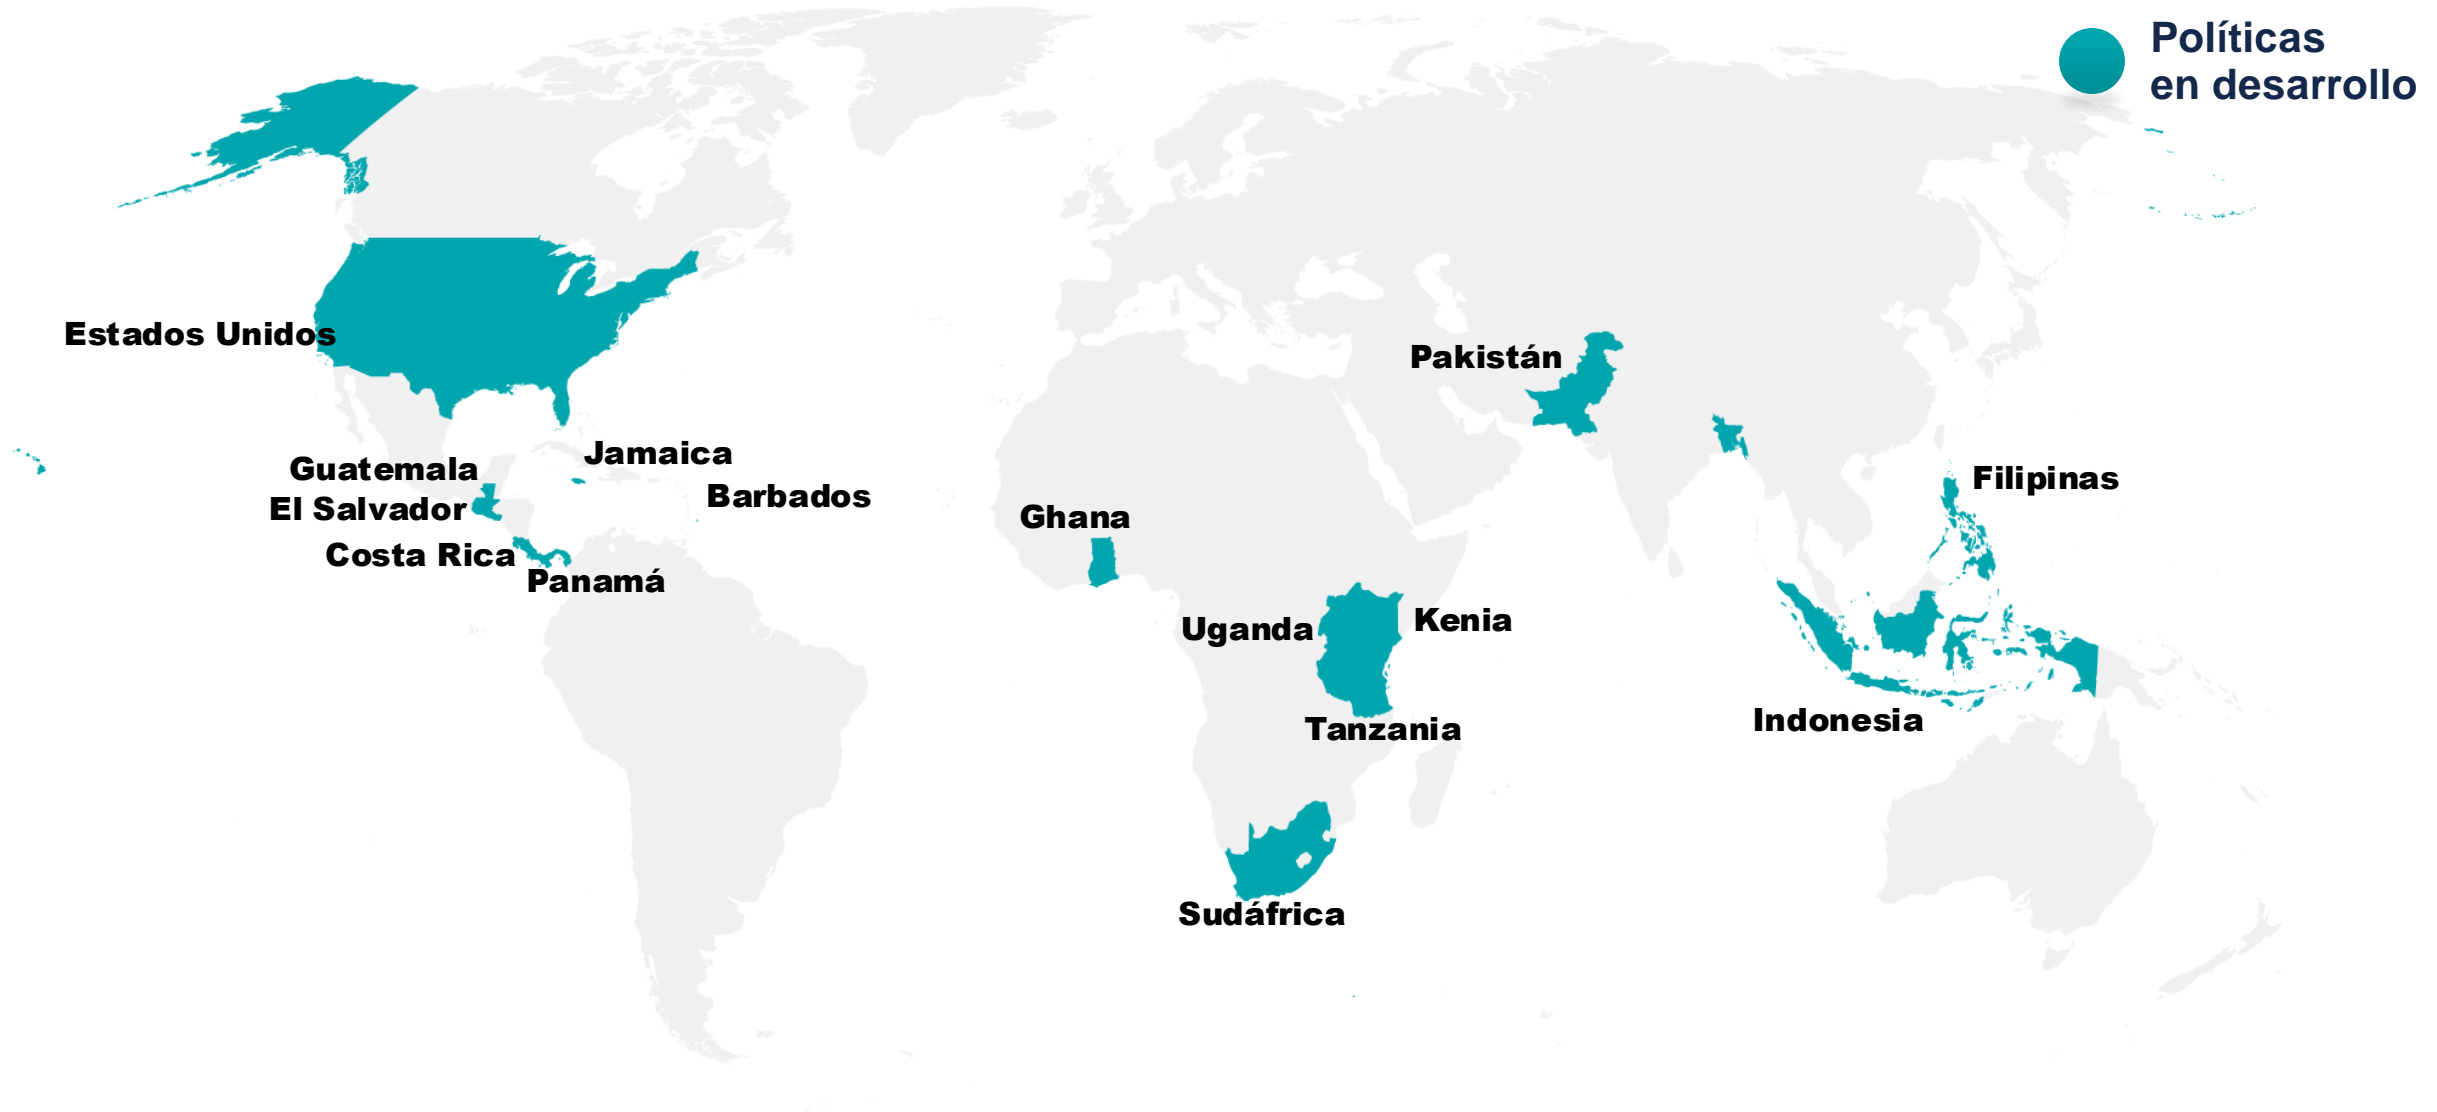 Políticas
en desarrollo
Estados Unidos
Pakistán
Jamaica
Guatemala
Filipinas
Barbados
El Salvador
Ghana
Costa Rica
Panamá
Uganda
Kenia
Indonesia
Tanzania
Sudáfrica